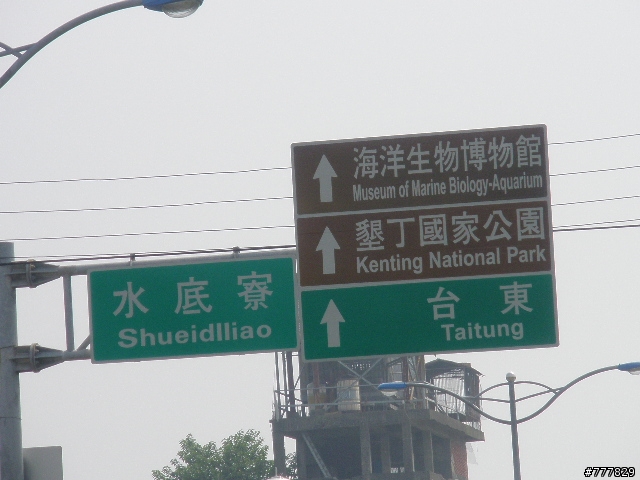 海洋生物博物館
Museum of Marine Biology-Aquarium
墾丁國家公園
Kenting National Park
水底寮
Shueidlliao
台東
Taitung
#777829